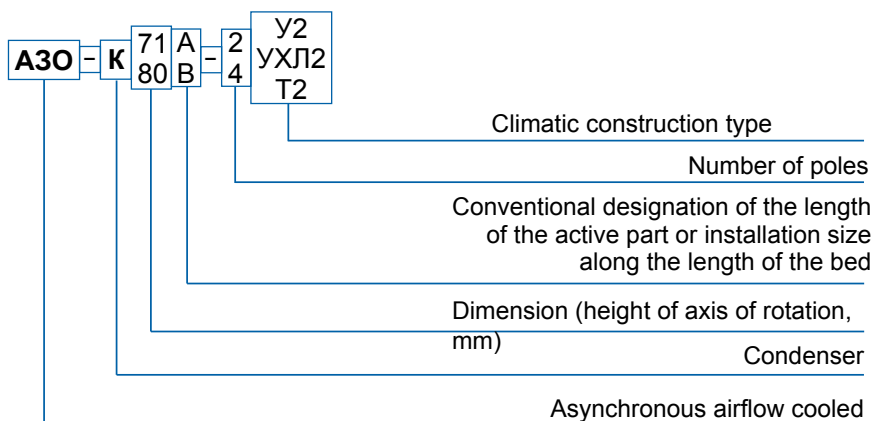 АЗО – К 71 А – 2 У2
80 В 4 УХЛ2
Т2
Climatic construction type
Number of poles
Conventional designation of the length
of the active part or installation size
along the length of the bed
Dimension (height of axis of rotation,
mm)
Condenser
Asynchronous airflow cooled